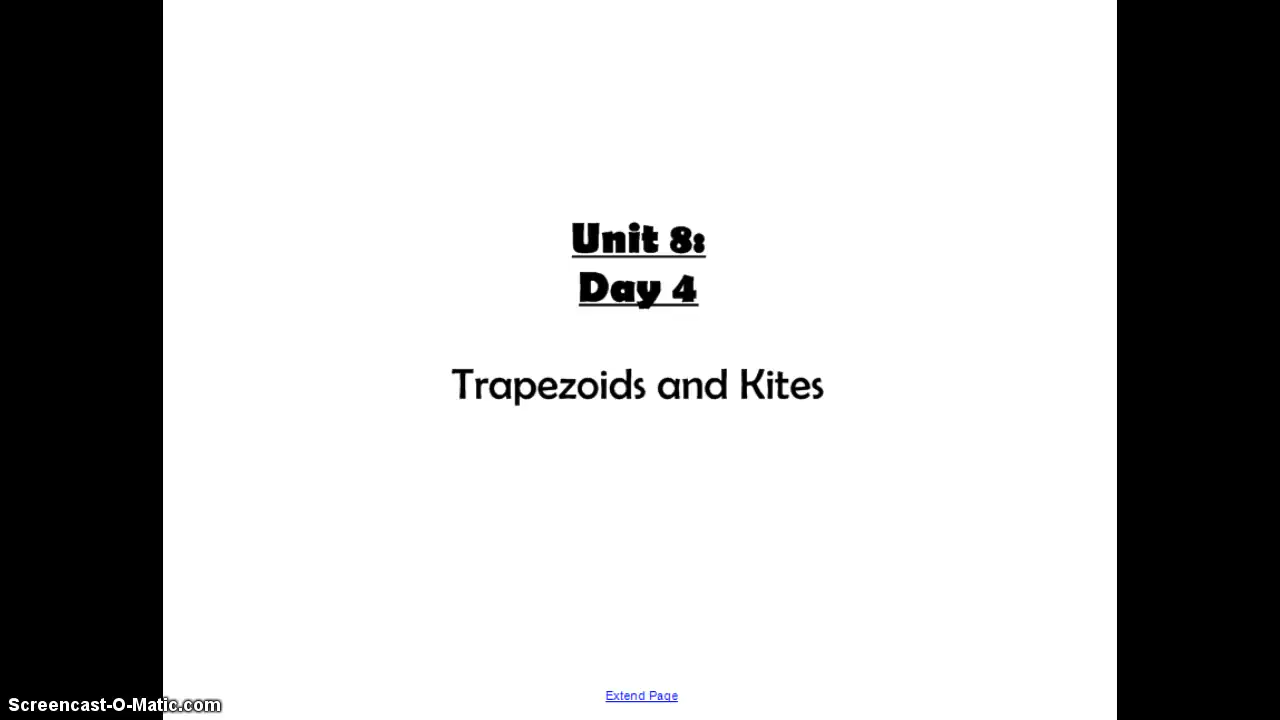 Unit 8:
Day 4
Trapezoids and Kites
Extend Page
Screencast-O-Matic.com